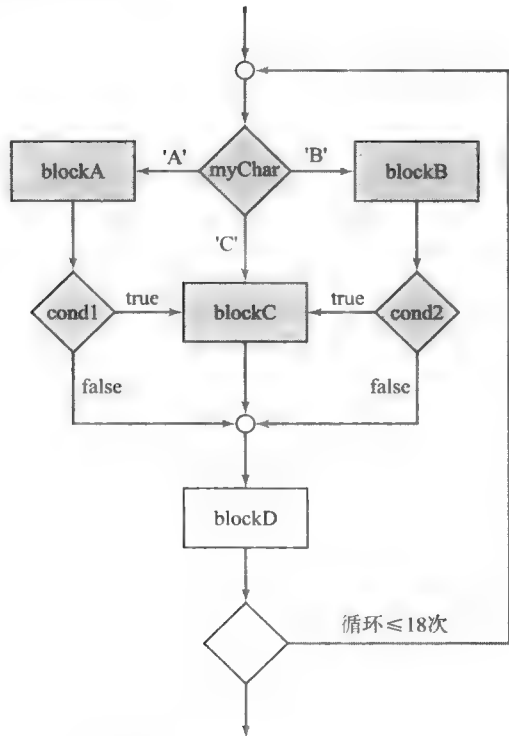 'A'
'B'
blockA
myChar
blockB
'C'
true
true
cond1
blockC
cond2
false
false
blockD
循环≤18次